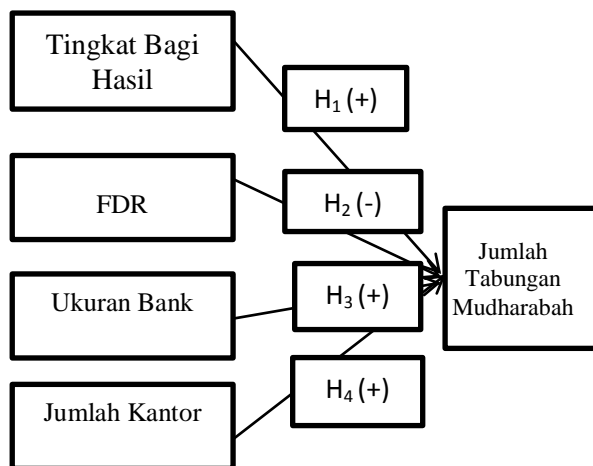 Tingkat Bagi
Hasil
H₁ (+)
FDR
H₂ (-)
Jumlah
Tabungan
Mudharabah
Ukuran Bank
H₃ (+)
Jumlah Kantor
H₄ (+)